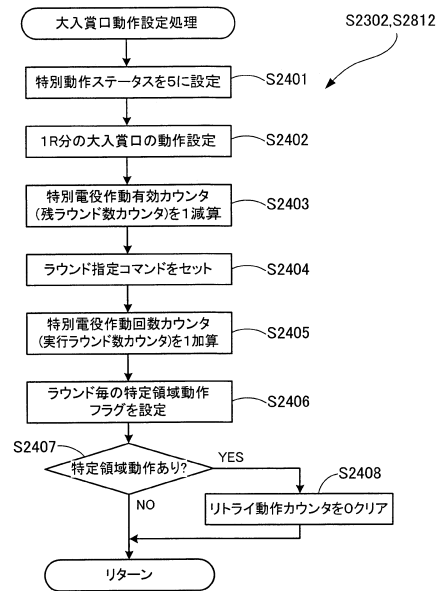 大入賞口動作設定処理
S2302,S2812
特別動作ステータスを5に設定
S2401
1R分の大入賞口の動作設定
S2402
特別電役作動有効カウンタ
(残ラウンド数カウンタ)を1減算
S2403
ラウンド指定コマンドをセット
S2404
特別電役作動回数カウンタ
(実行ラウンド数カウンタ)を1加算
S2405
ラウンド毎の特定領域動作
フラグを設定
S2406
S2407
特定領域動作あり?
YES
S2408
NO
リトライ動作カウンタを0クリア
リターン